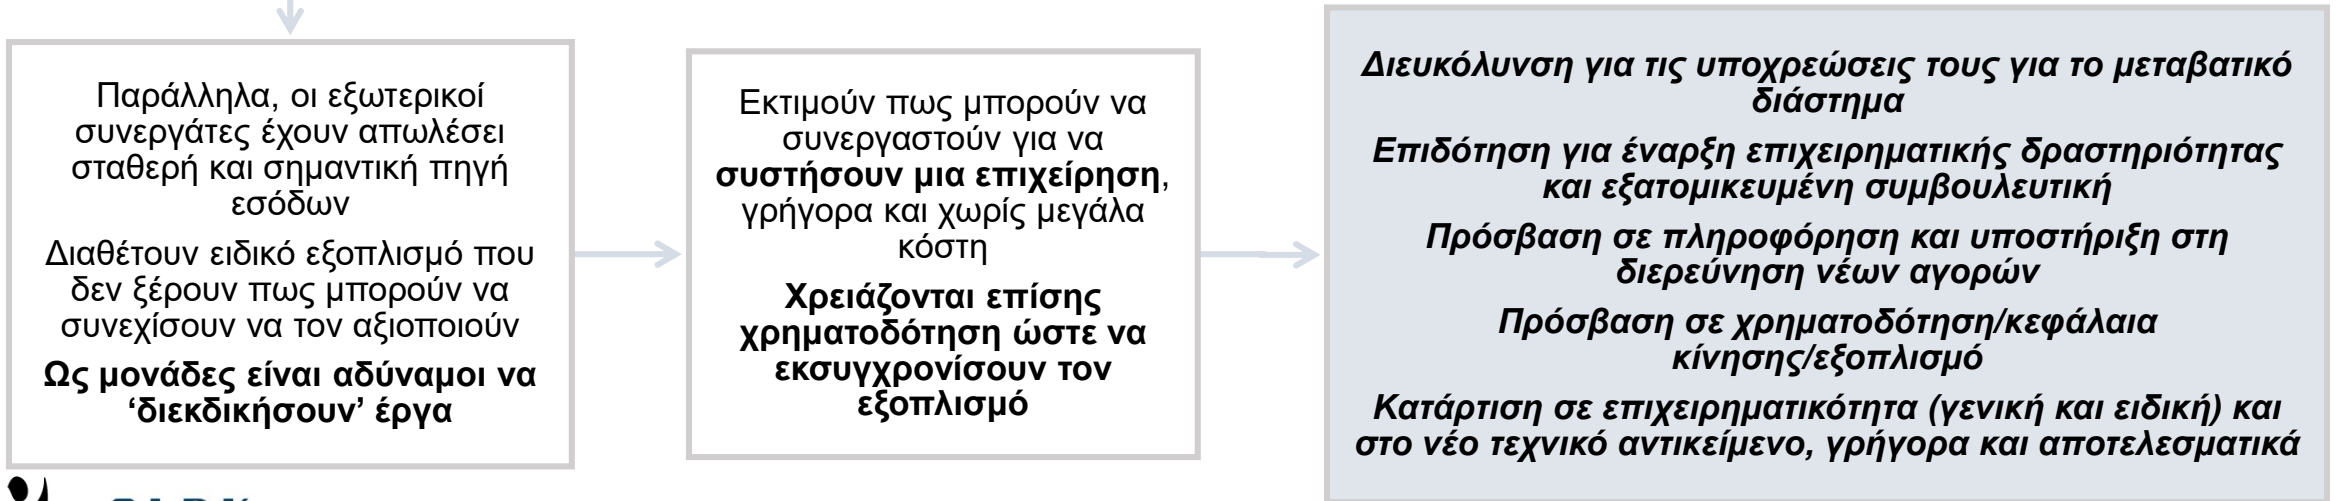 Παράλληλα, οι εξωτερικοί
συνεργάτες έχουν απωλέσει
σταθερή και σημαντική πηγή
εσόδων
Διαθέτουν ειδικό εξοπλισμό που
δεν ξέρουν πως μπορούν να
συνεχίσουν να τον αξιοποιούν
Ως μονάδες είναι αδύναμοι να
‘διεκδικήσουν’ έργα
Εκτιμούν πως μπορούν να
συνεργαστούν για να
συστήσουν μια επιχείρηση,
γρήγορα και χωρίς μεγάλα
κόστη
Χρειάζονται επίσης
χρηματοδότηση ώστε να
εκσυγχρονίσουν τον
εξοπλισμό
Διευκόλυνση για τις υποχρεώσεις τους για το μεταβατικό
διάστημα
Επιδότηση για έναρξη επιχειρηματικής δραστηριότητας
και εξατομικευμένη συμβουλευτική
Πρόσβαση σε πληροφόρηση και υποστήριξη στη
διερεύνηση νέων αγορών
Πρόσβαση σε χρηματοδότηση/κεφάλαια
κίνησης/εξοπλισμό
Κατάρτιση σε επιχειρηματικότητα (γενική και ειδική) και
στο νέο τεχνικό αντικείμενο, γρήγορα και αποτελεσματικά